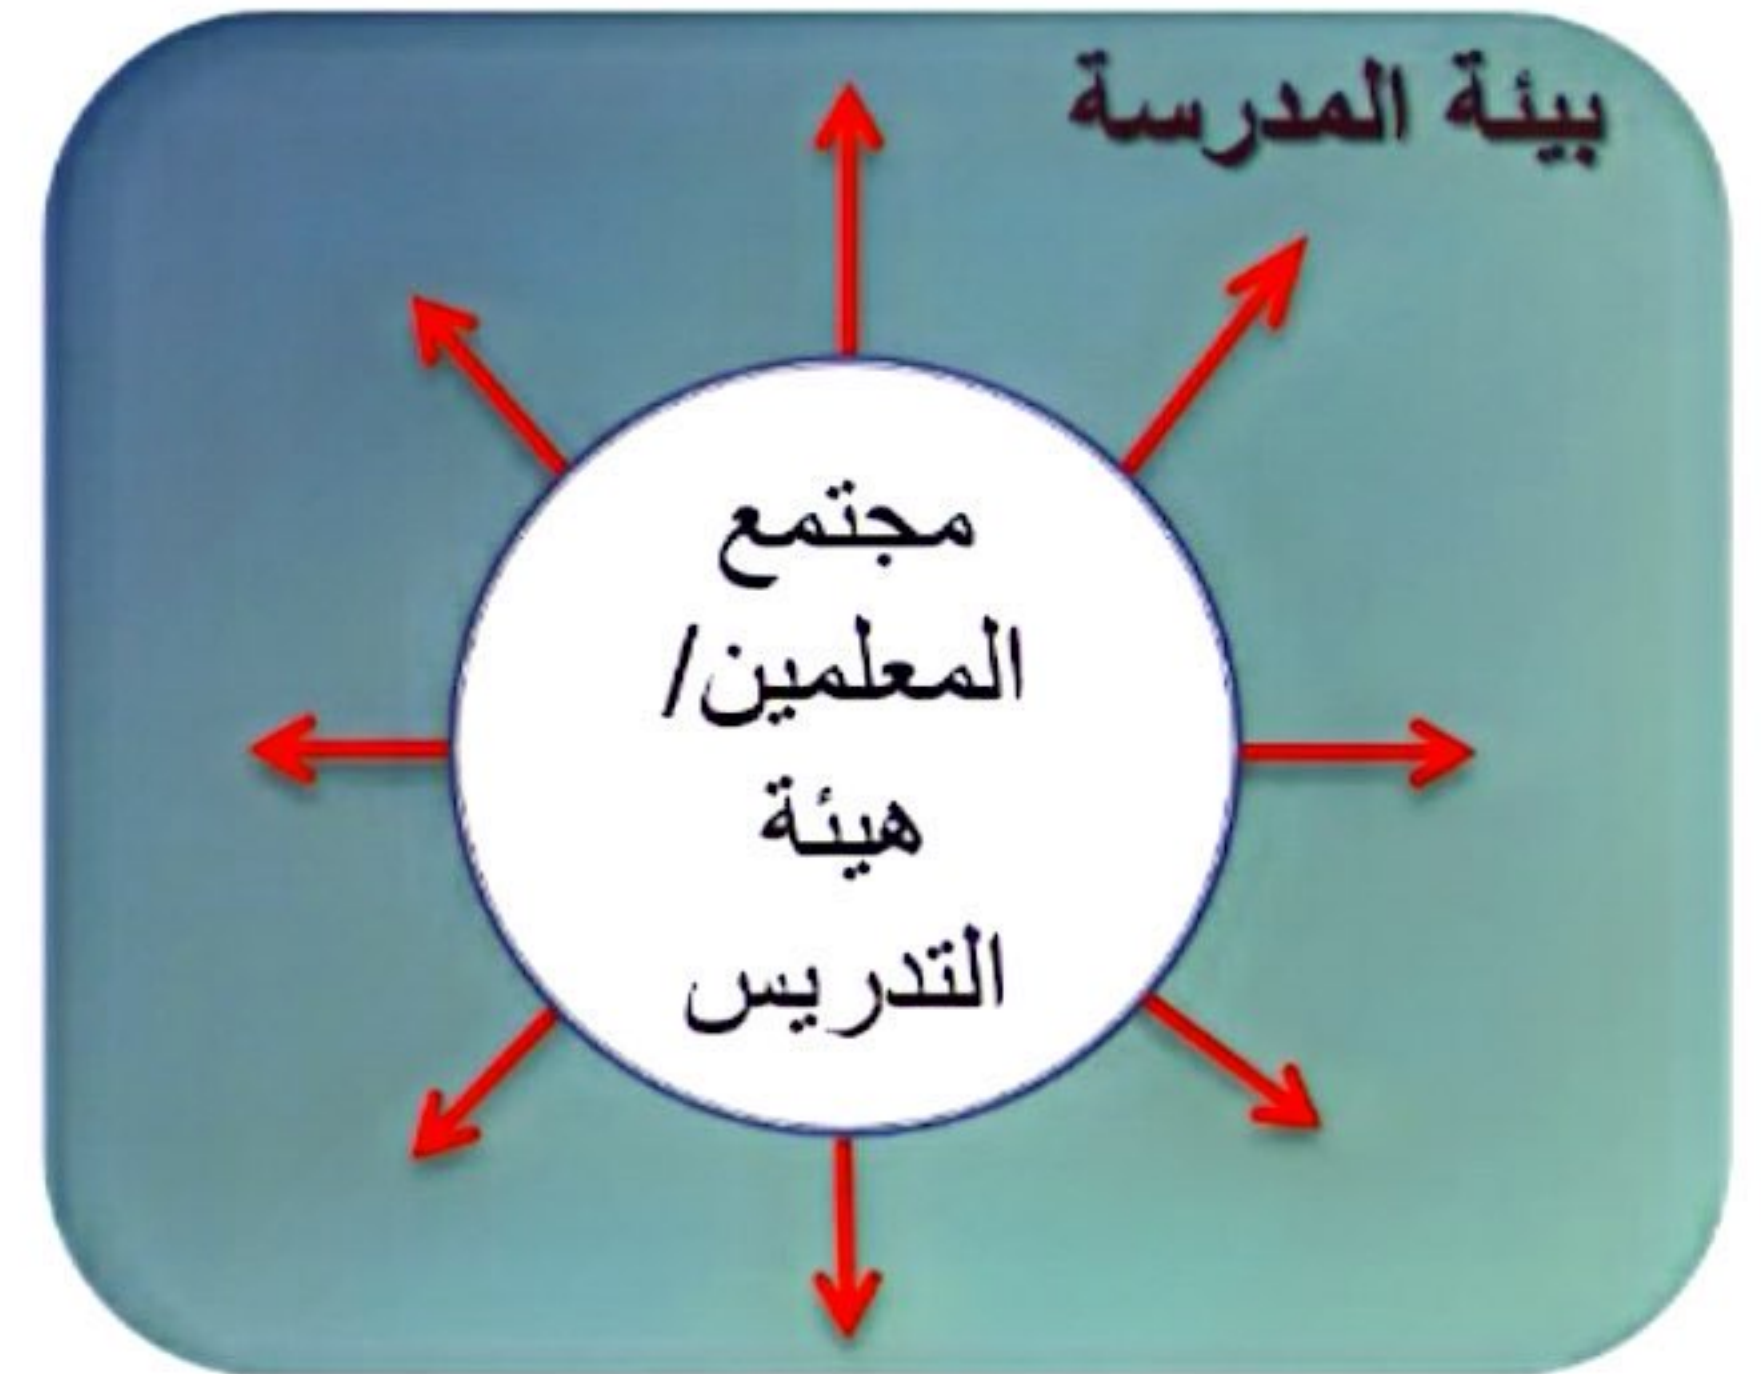 بيئة المدرسة
مجتمع
المعلمين/
هيئة
التدريس